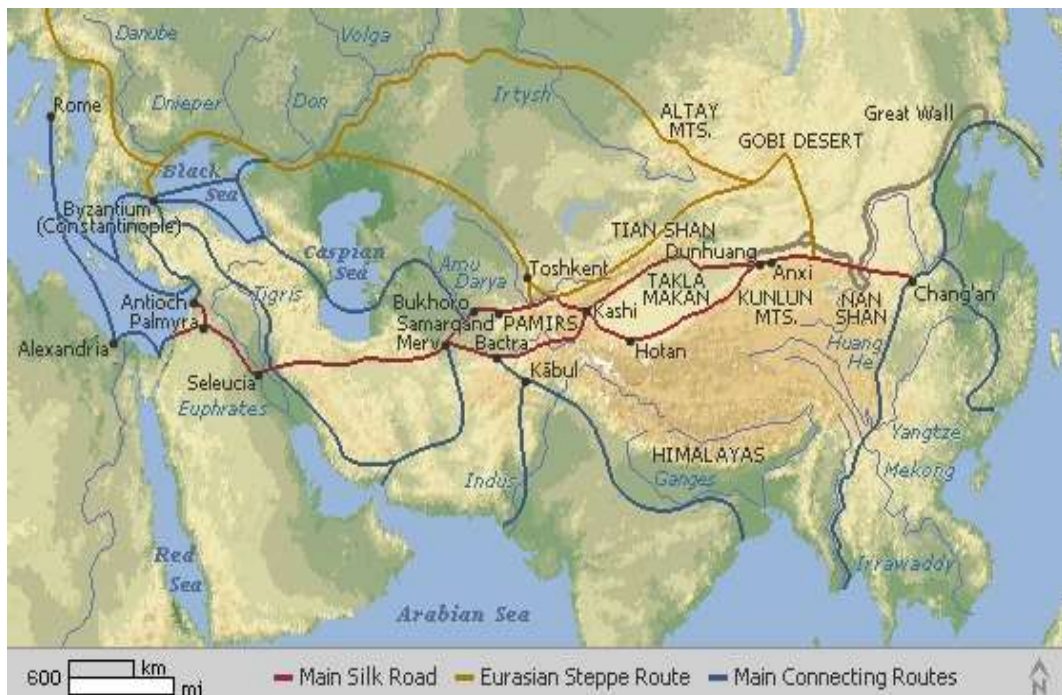 Danube
Volga
Rome
Dnieper
Don
Irtysh
ALTAY
MTS.
Great Wall
GOBI DESERT
Black
Sea
Byzantium
(Constantinople)
Caspian
Sea
TIAN SHAN
Dunhuang
Amu
Darya
Toshkent
Anxi
Tigris
TAKLA
MAKAN
Antioch
Bukhoro
Kashi
KUNLUN
MTS.
NAN
SHAN
Chang'an
Palmyra
Samarqand
PAMIRS
Alexandria
Merv
Bactra
Hotan
Huang
He
Seleucia
Kābul
Euphrates
Yangtze
HIMALAYAS
Mekong
Indus
Ganges
Red
Sea
Irrawaddy
Arabian Sea
600
km
mi
Main Silk Road
Eurasian Steppe Route
Main Connecting Routes
N